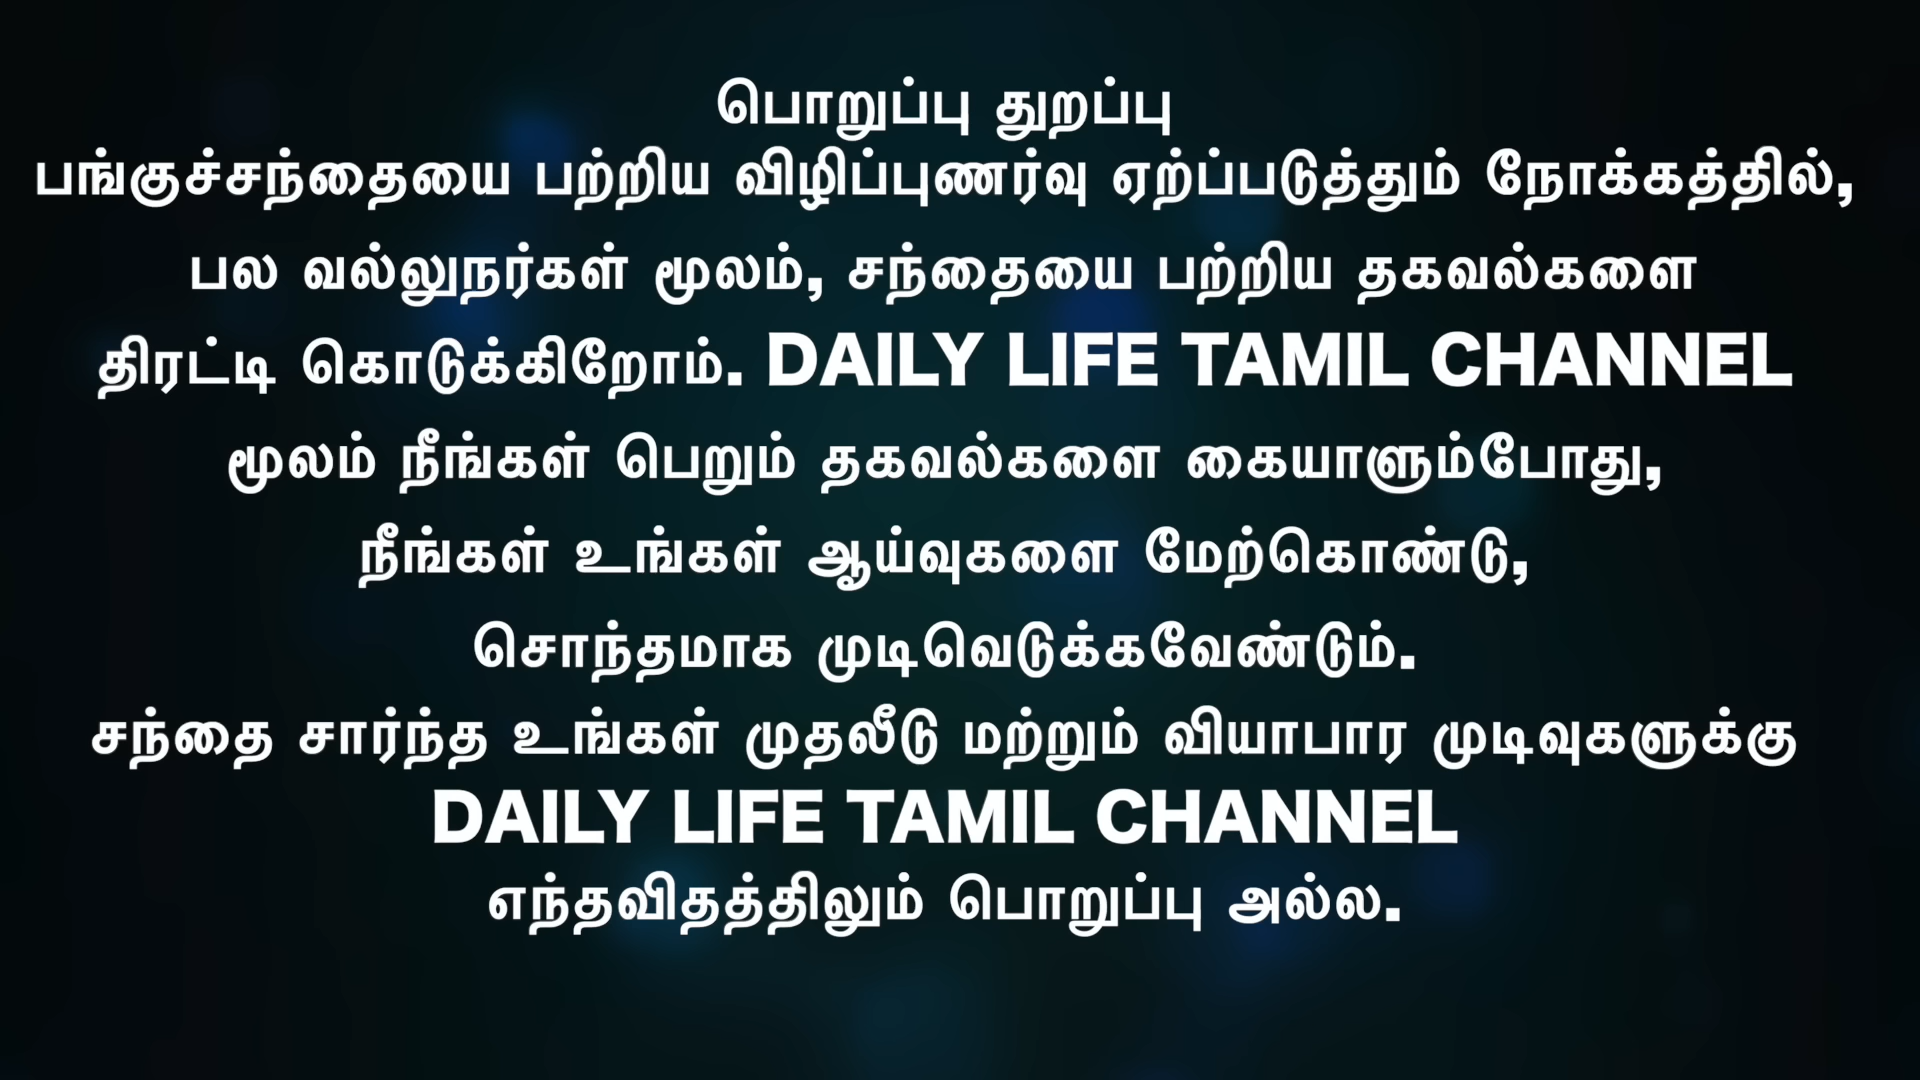 பொறுப்பு துறப்பு
பங்குச்சந்தையை பற்றிய விழிப்புணர்வு ஏற்ப்படுத்தும் நோக்கத்தில்,
பல வல்லுநர்கள் மூலம், சந்தையை பற்றிய தகவல்களை
திரட்டி கொடுக்கிறோம். DAILY LIFE TAMIL CHANNEL
மூலம் நீங்கள் பெறும் தகவல்களை கையாளும்போது,
நீங்கள் உங்கள் ஆய்வுகளை மேற்கொண்டு,
சொந்தமாக முடிவெடுக்கவேண்டும்.
சந்தை சார்ந்த உங்கள் முதலீடு மற்றும் வியாபார முடிவுகளுக்கு
DAILY LIFE TAMIL CHANNEL
எந்தவிதத்திலும் பொறுப்பு அல்ல.